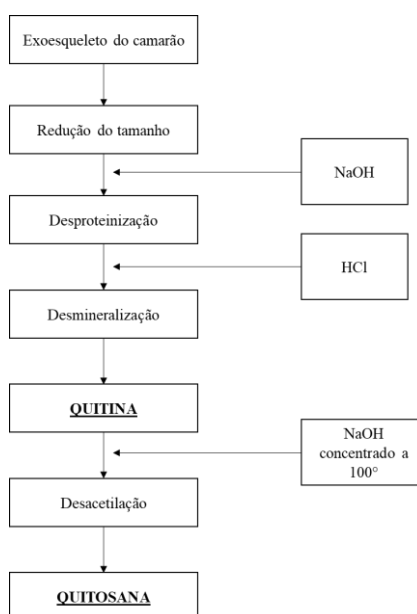 Exoesqueleto do camarão
Redução do tamanho
NaOH
Desproteinização
HCl
Desmineralização
QUITINA
NaOH
concentrado a
100°
Desacetilação
QUITOSANA